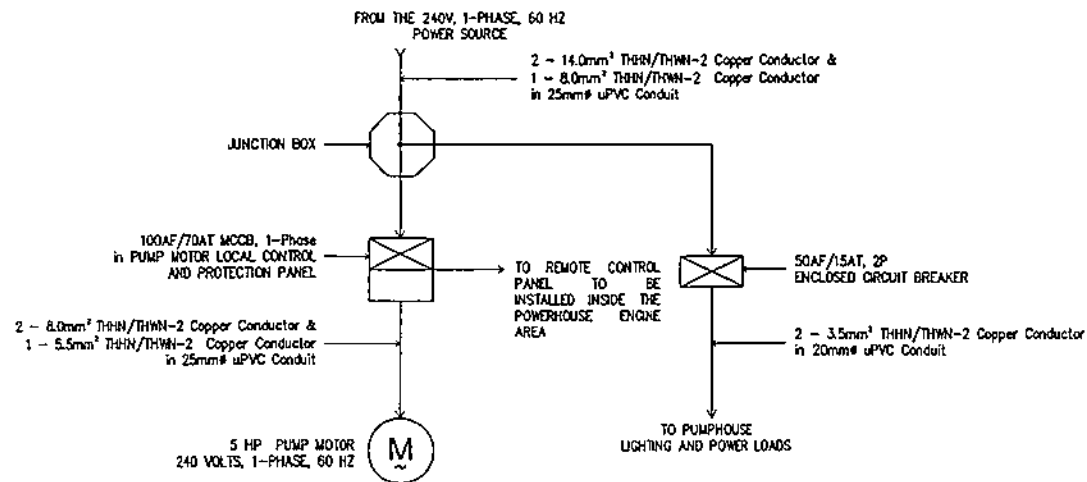 FROM THE 240V, 1-PHASE, 60 HZ
POWER SOURCE
2 - 14.0mm² THHN/THWN-2 Copper Conductor &
1 - 8.0mm² THHN/THWN-2 Copper Conductor
in 25mmø uPVC Conduit
JUNCTION BOX
100AF/70AT MCCB, 1-Phase
in PUMP MOTOR LOCAL CONTROL
AND PROTECTION PANEL
TO REMOTE CONTROL
PANEL TO BE
INSTALLED INSIDE THE
POWERHOUSE ENGINE
AREA
50AF/15AT, 2P
ENCLOSED CIRCUIT BREAKER
2 - 8.0mm² THHN/THWN-2 Copper Conductor &
1 - 5.5mm² THHN/THWN-2 Copper Conductor
in 25mmø uPVC Conduit
2 - 3.5mm² THHN/THWN-2 Copper Conductor
in 20mmø uPVC Conduit
5 HP PUMP MOTOR
240 VOLTS, 1-PHASE, 60 HZ
M
~
TO PUMPHOUSE
LIGHTING AND POWER LOADS